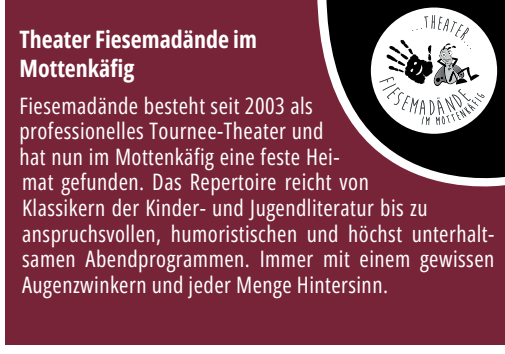 Theater Fiesemadände im
Mottenkäfig
Fiesemadände besteht seit 2003 als
professionelles Tournee-Theater und
hat nun im Mottenkäfig eine feste Hei-
mat gefunden. Das Repertoire reicht von
Klassikern der Kinder- und Jugendliteratur bis zu
anspruchsvollen, humoristischen und höchst unterhalt-
samen Abendprogrammen. Immer mit einem gewissen
Augenzwinkern und jeder Menge Hintersinn.
...THEATER...
FIESEMADÄNDE
IM MOTTENKÄFIG